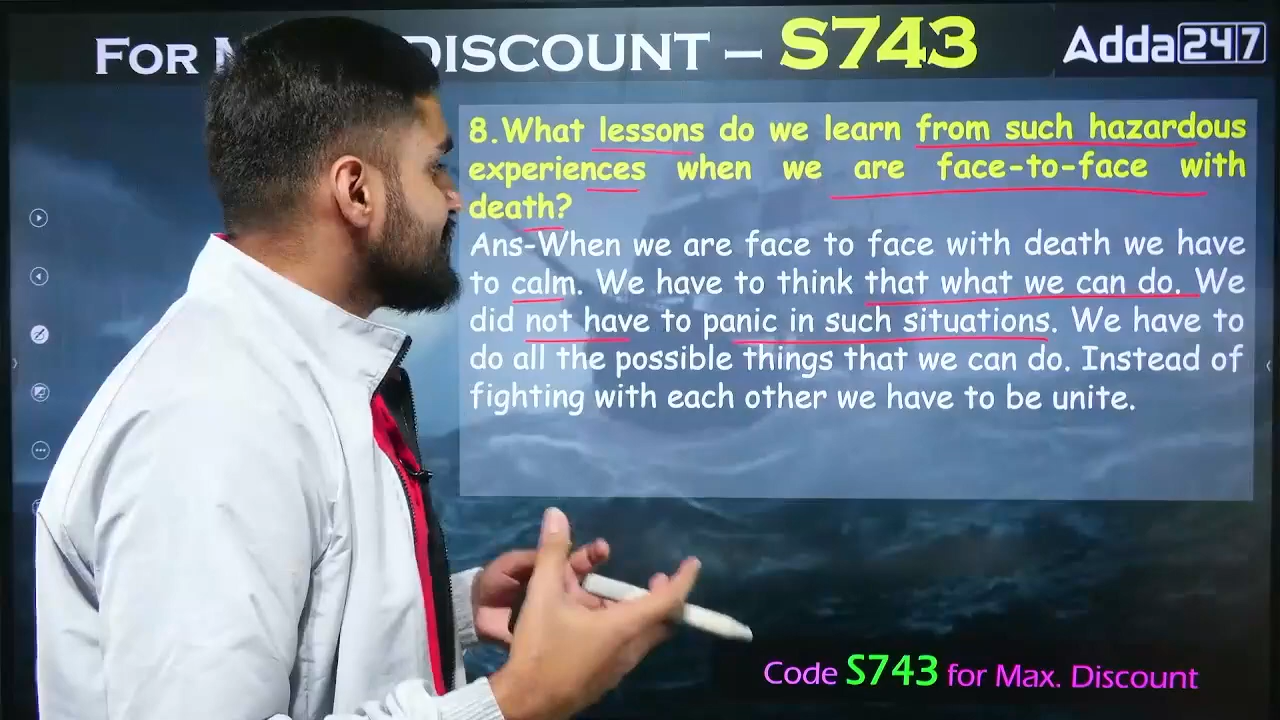 FOR DISCOUNT – S743
Adda247
8.What lessons do we learn from such hazardous
experiences when we are face-to-face with
death?
Ans-When we are face to face with death we have
to calm. We have to think that what we can do. We
did not have to panic in such situations. We have to
do all the possible things that we can do. Instead of
fighting with each other we have to be unite.
Code S743 for Max. Discount